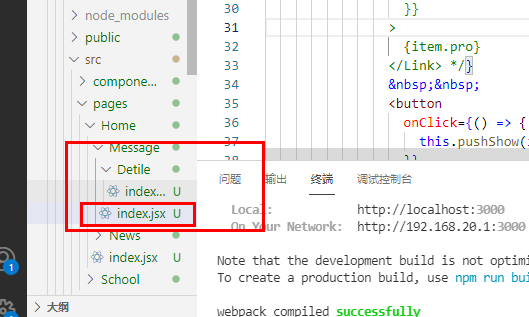 node_modules
public
src
compone...
pages
Home
Message
Detile
index... U
index.jsx U
News
index.jsx U
School
大纲
1
30 }}
31 >
32 {item.pro}
33 </Link> */}
34 &nbsp;&nbsp;
35 <button
36 onClick={() => {
37 this.pushShow(
38 }}
问题 输出 终端 调试控制台
Local: http://localhost:3000
On Your Network: http://192.168.20.1:3000
Note that the development build is not optimi
To create a production build, use npm run bui
webpack compiled successfully